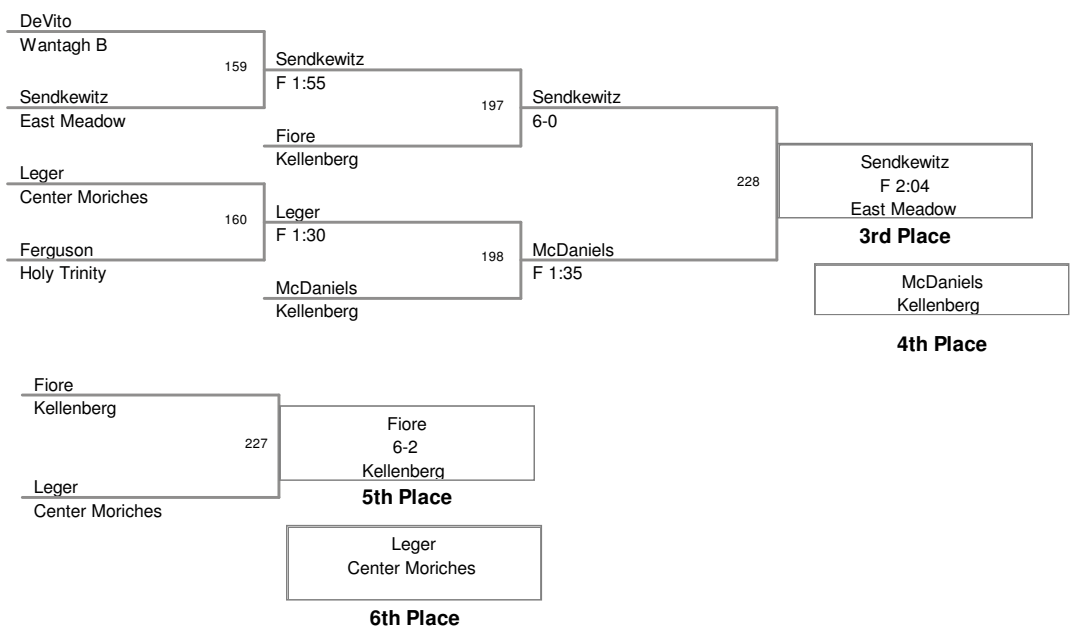 DeVito
Wantagh B
159
Sendkewitz
East Meadow
Sendkewitz
F 1:55
197
Fiore
Kellenberg
Sendkewitz
6-0
Leger
Center Moriches
160
Ferguson
Holy Trinity
Leger
F 1:30
198
McDaniels
Kellenberg
McDaniels
F 1:35
228
Sendkewitz
F 2:04
East Meadow
3rd Place
McDaniels
Kellenberg
4th Place
Fiore
Kellenberg
227
Leger
Center Moriches
Fiore
6-2
Kellenberg
5th Place
Leger
Center Moriches
6th Place